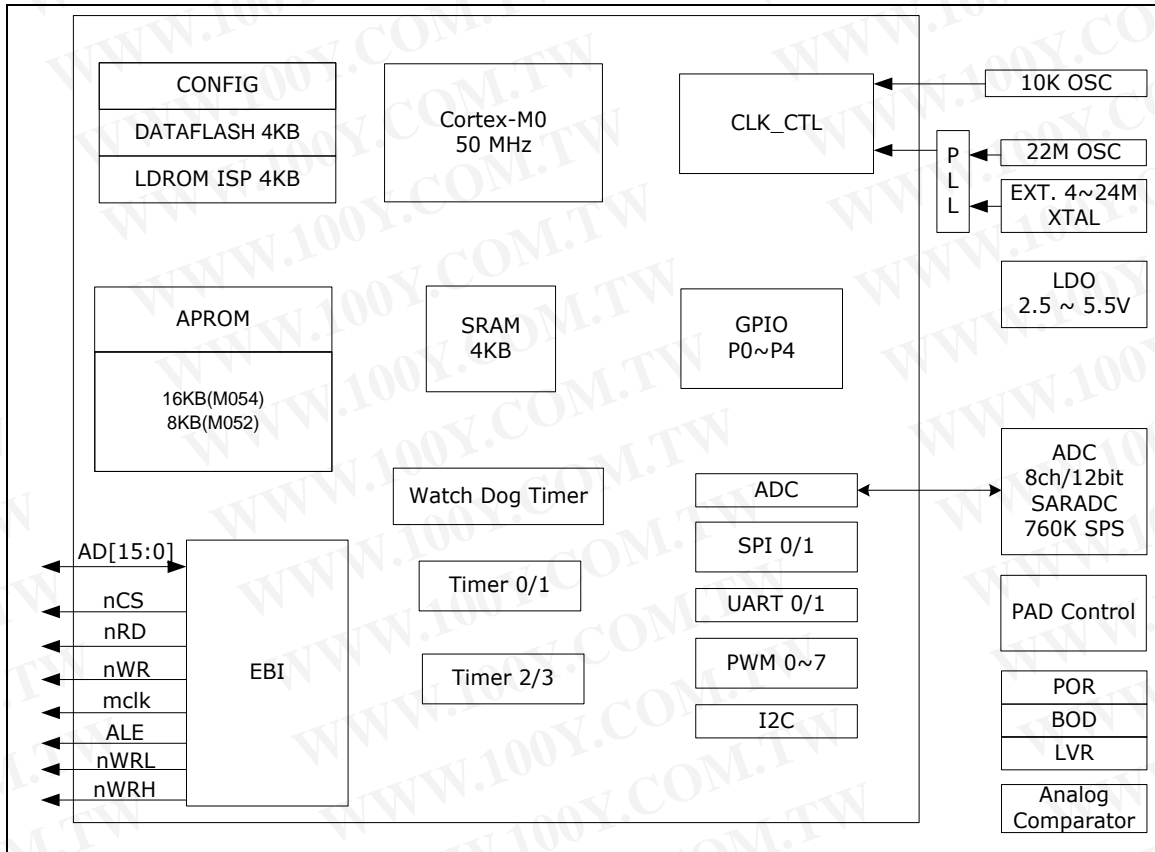 CONFIG
DATAFLASH 4KB
LDROM ISP 4KB
Cortex-M0
50 MHz
CLK_CTL
10K OSC
P
L
L
22M OSC
EXT. 4~24M
XTAL
LDO
2.5 ~ 5.5V
APROM
16KB(M054)
8KB(M052)
SRAM
4KB
GPIO
P0~P4
Watch Dog Timer
ADC
ADC
8ch/12bit
SARADC
760K SPS
SPI 0/1
Timer 0/1
UART 0/1
PAD Control
Timer 2/3
PWM 0~7
I2C
POR
BOD
LVR
Analog
Comparator
AD[15:0]
nCS
nRD
nWR
mclk
ALE
nWRL
nWRH
EBI
WWW.100Y.COM.TW